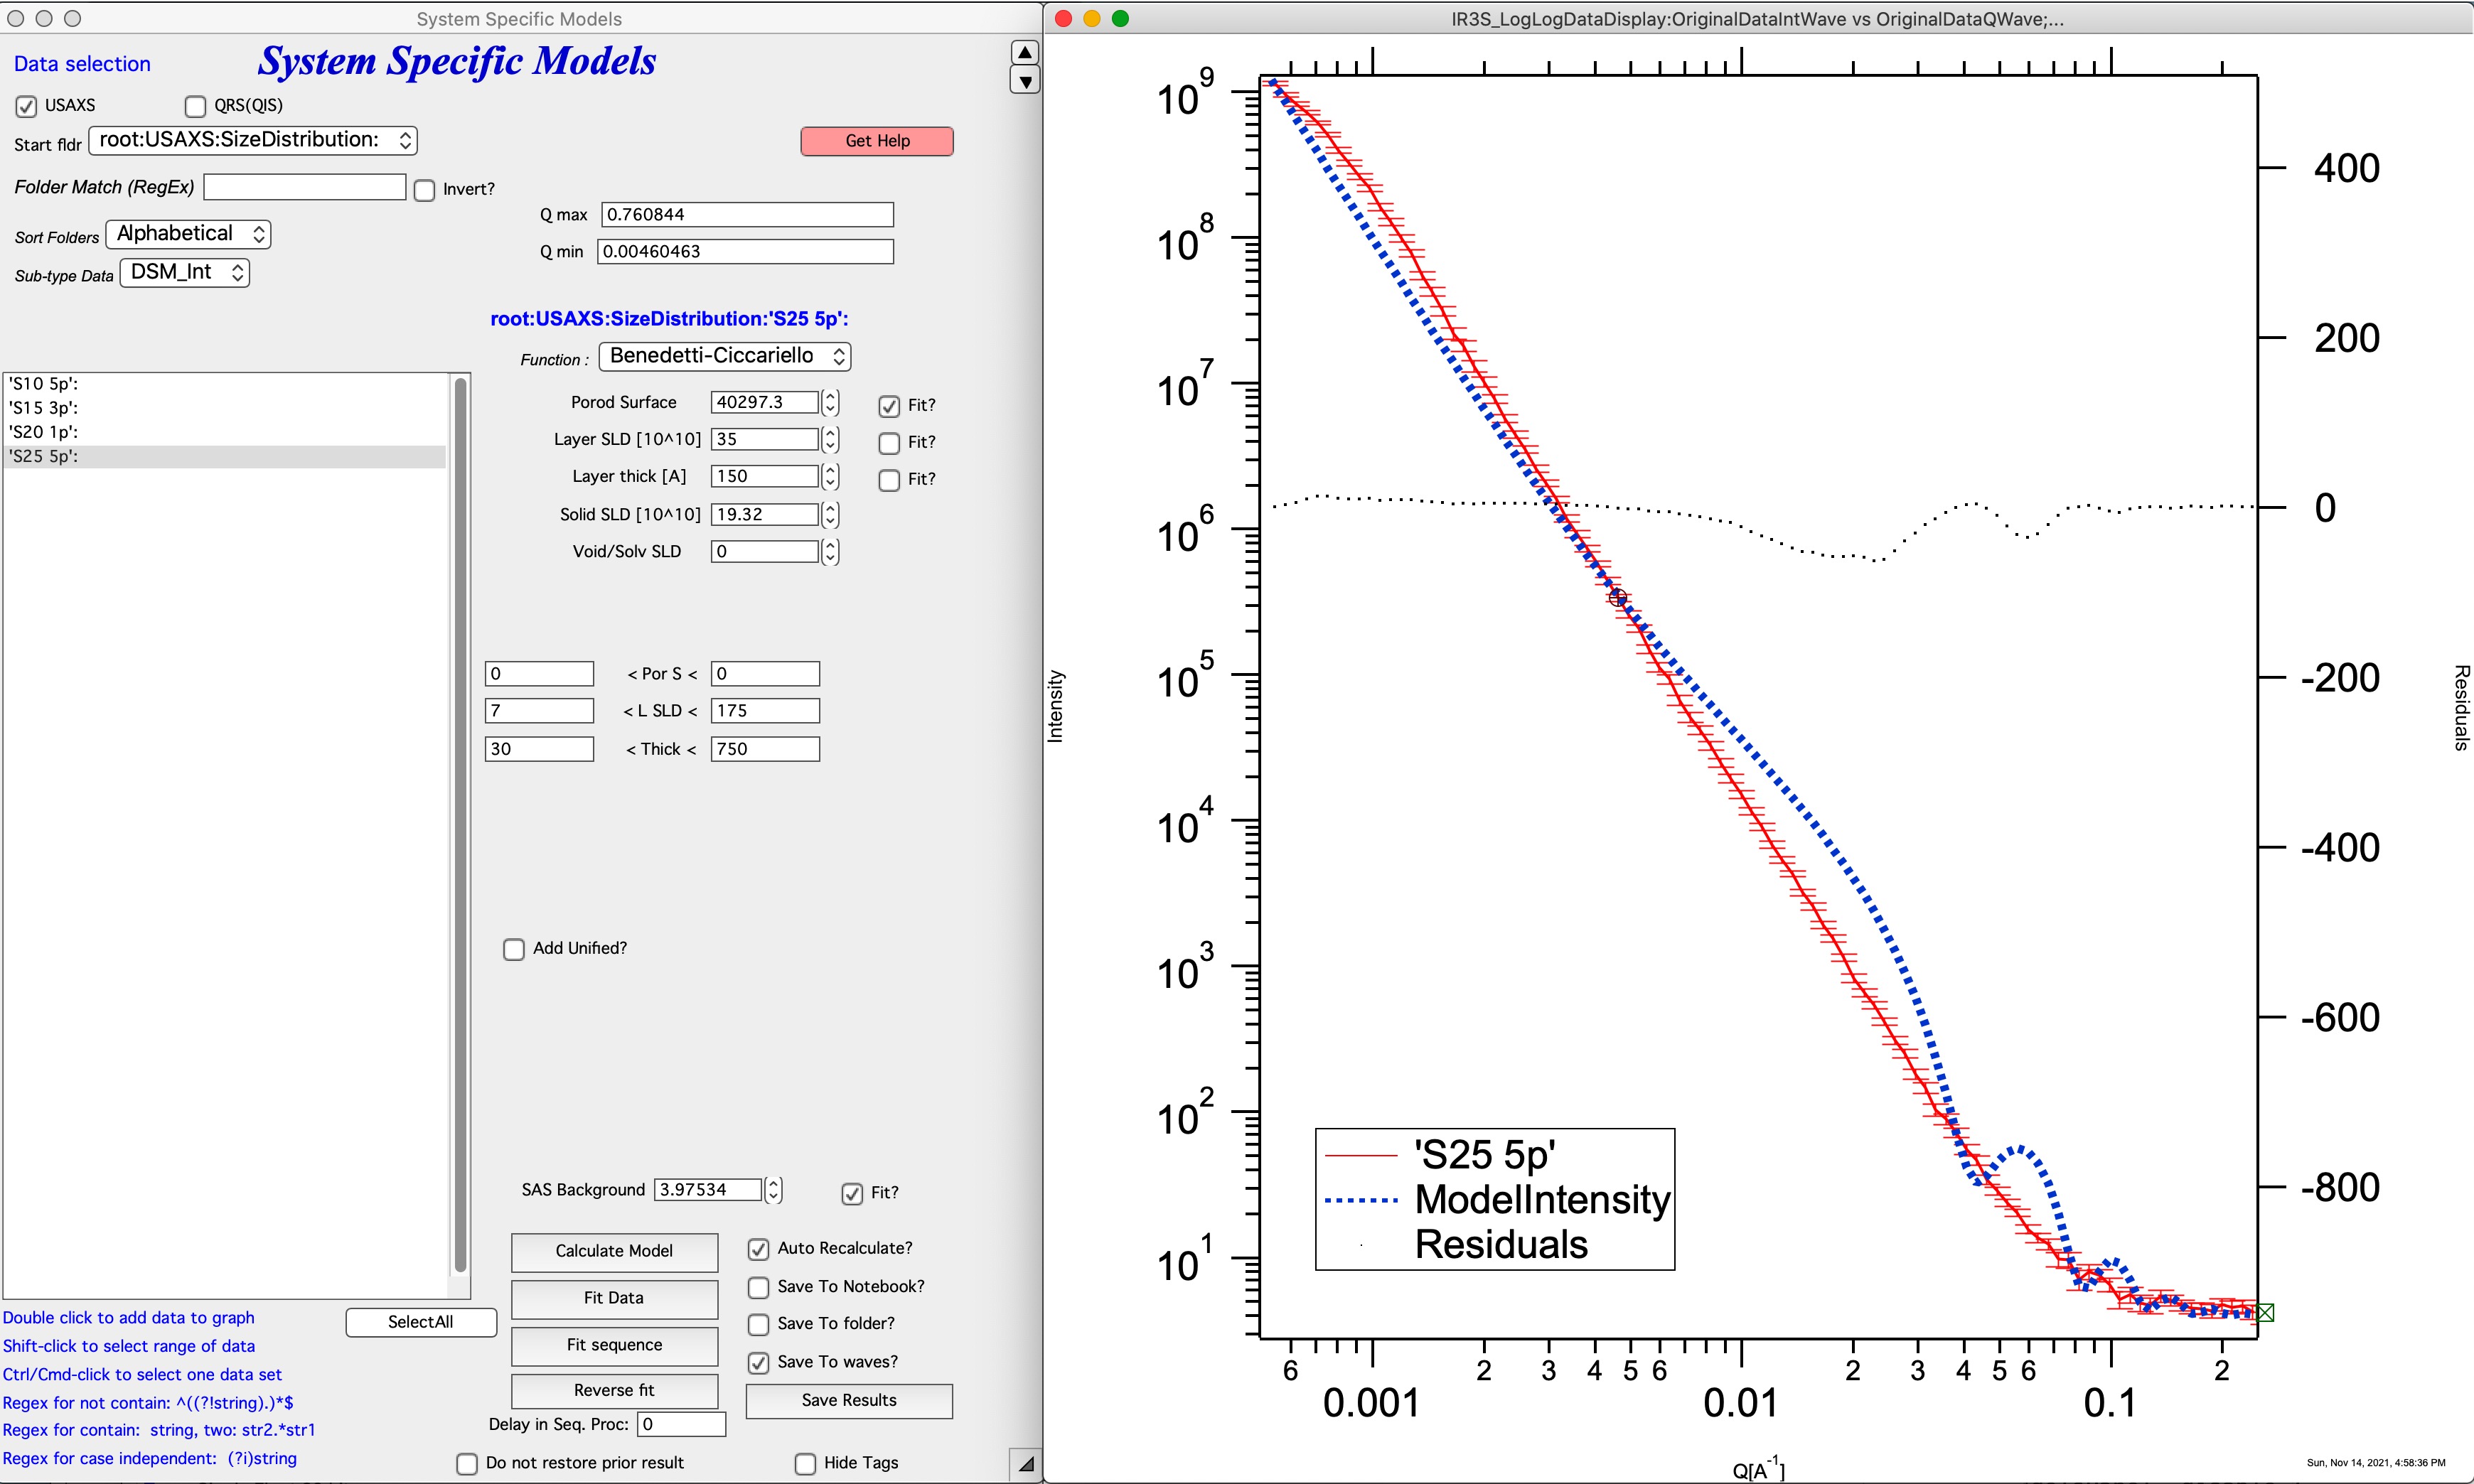 System Specific Models
Data selection
System Specific Models
USAXS
QRS(QIS)
Start fldr
root:USAXS:SizeDistribution:
Get Help
Folder Match (RegEx)
Invert?
Q max
0.760844
Sort Folders
Alphabetical
Q min
0.00460463
Sub-type Data
DSM_Int
root:USAXS:SizeDistribution:'S25 5p':
Function :
Benedetti-Ciccariello
'S10 5p':
'S15 3p':
'S20 1p':
'S25 5p':
Porod Surface
40297.3
Fit?
Layer SLD [10^10]
35
Fit?
Layer thick [A]
150
Fit?
Solid SLD [10^10]
19.32
Void/Solv SLD
0
0
< Por S <
0
7
< L SLD <
175
30
< Thick <
750
Add Unified?
SAS Background
3.97534
Fit?
Calculate Model
Auto Recalculate?
Fit Data
Save To Notebook?
Fit sequence
Save To folder?
Reverse fit
Save To waves?
Save Results
Delay in Seq. Proc:
0
Do not restore prior result
Hide Tags
Double click to add data to graph
SelectAll
Shift-click to select range of data
Ctrl/Cmd-click to select one data set
Regex for not contain: ^((?!string).)*$
Regex for contain:  string, two: str2.*str1
Regex for case independent:  (?i)string
IR3S_LogLogDataDisplay:OriginalDataIntWave vs OriginalDataQWave;...
10^9
10^8
10^7
10^6
10^5
10^4
10^3
10^2
10^1
Intensity
400
200
0
-200
-400
-600
-800
Residuals
'S25 5p'
ModelIntensity
Residuals
6 2 3 4 5 6 2 3 4 5 6 2
0.001 0.01 0.1
Q[A^-1]
Sun, Nov 14, 2021, 4:58:36 PM